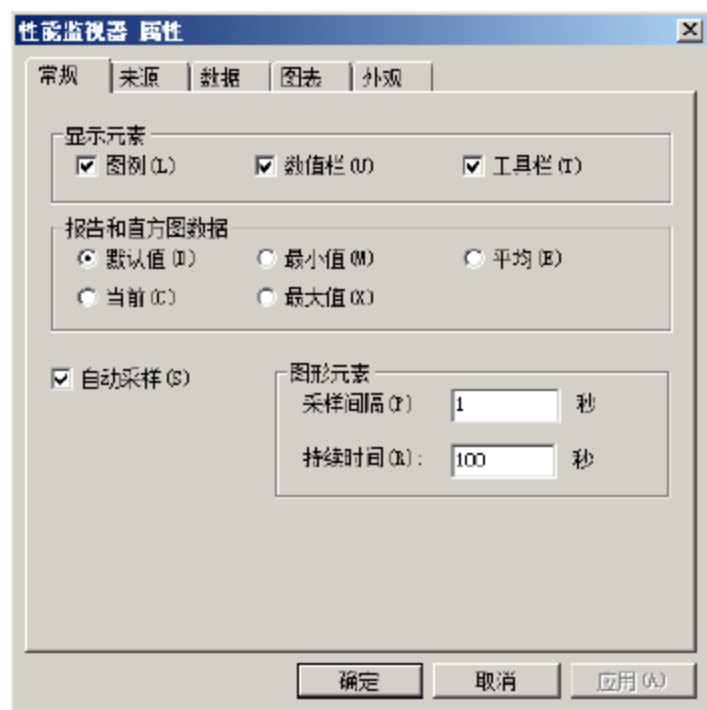 性能监视器 属性
常规 来源 数据 图表 外观
显示元素
图例(L) 数值栏(U) 工具栏(T)
报告和直方图数据
默认值(D) 最小值(M) 平均(E)
当前(C) 最大值(X)
自动采样(S)
图形元素
采样间隔(P) 1 秒
持续时间(R): 100 秒
确定 取消 应用(A)